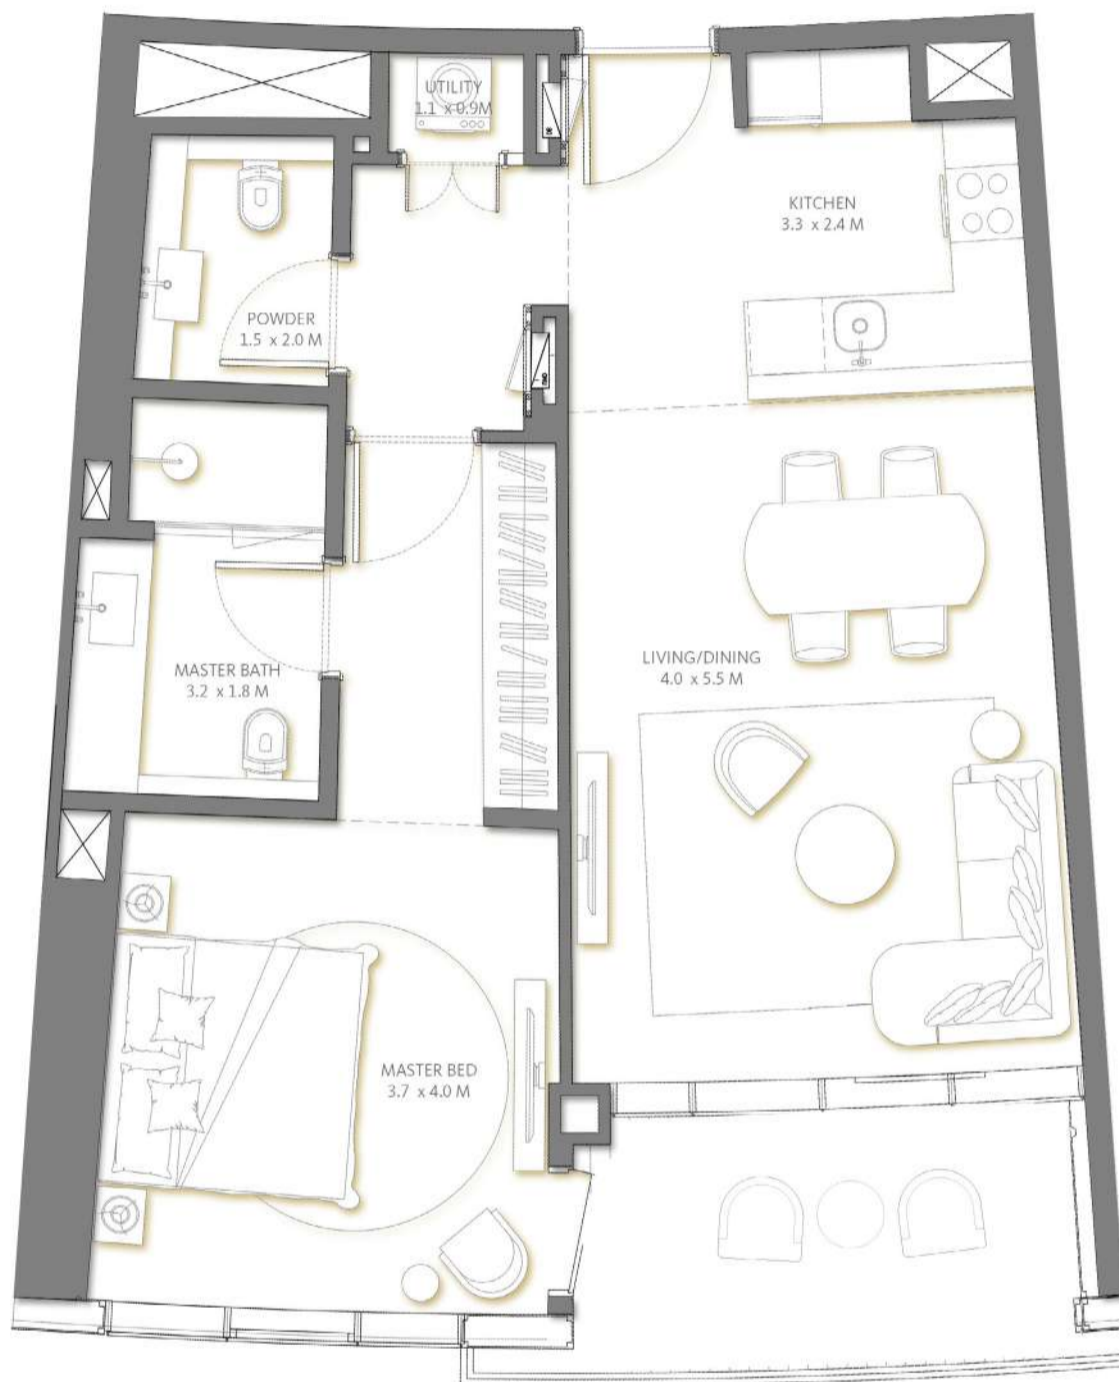 UTILITY
1.1 x 0.9M
KITCHEN
3.3 x 2.4 M
POWDER
1.5 x 2.0 M
LIVING/DINING
4.0 x 5.5 M
MASTER BATH
3.2 x 1.8 M
MASTER BED
3.7 x 4.0 M